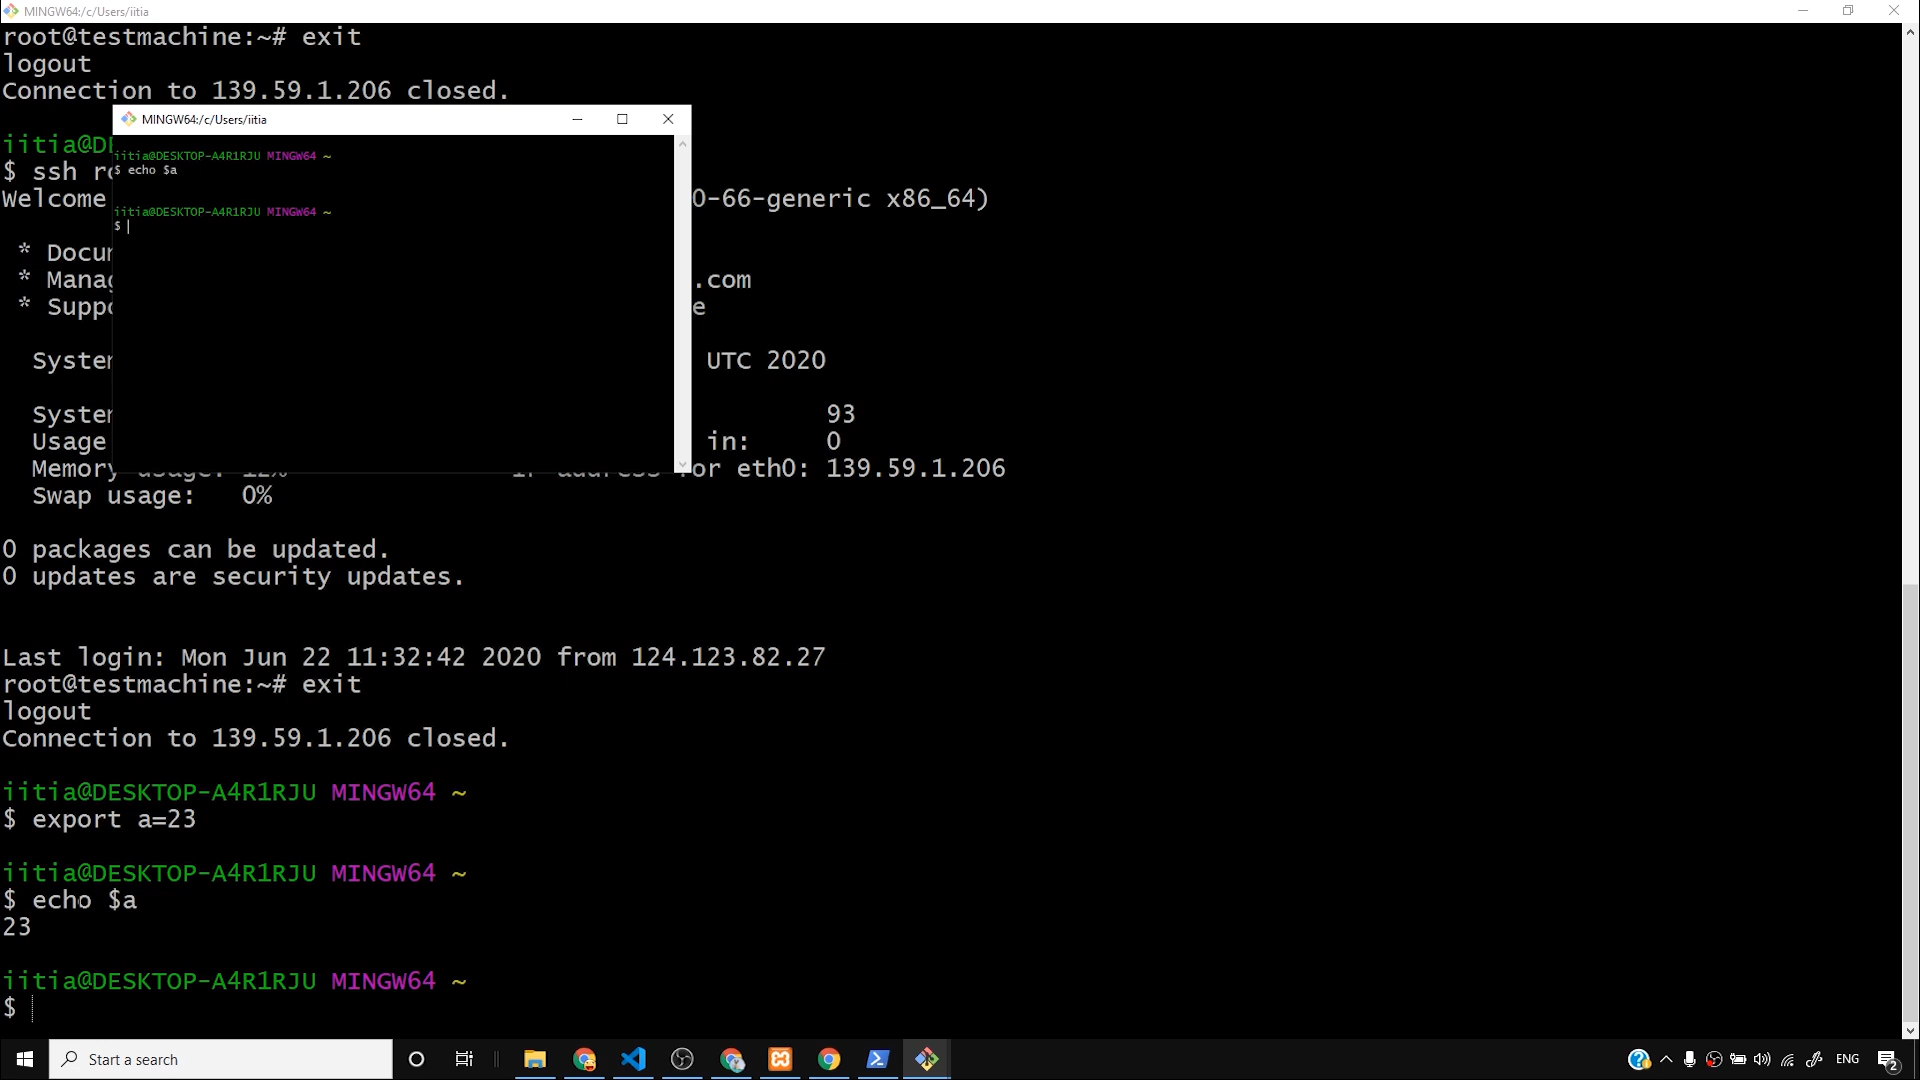 MINGW64:/c/Users/iitia
root@testmachine:~# exit
logout
Connection to 139.59.1.206 closed.
MINGW64:/c/Users/iitia
iitia@DESKTOP-A4R1RJU MINGW64 ~
$ echo $a
iitia@DESKTOP-A4R1RJU MINGW64 ~
$
iitia@
$ ssh
Welcome 0-66-generic x86_64)
*
* .com
* e
UTC 2020
93
Usage in: 0
Memory usage: 12% IP address for eth0: 139.59.1.206
Swap usage: 0%
0 packages can be updated.
0 updates are security updates.
Last login: Mon Jun 22 11:32:42 2020 from 124.123.82.27
root@testmachine:~# exit
logout
Connection to 139.59.1.206 closed.
iitia@DESKTOP-A4R1RJU MINGW64 ~
$ export a=23
iitia@DESKTOP-A4R1RJU MINGW64 ~
$ echo $a
23
iitia@DESKTOP-A4R1RJU MINGW64 ~
$
Start a search
ENG
2